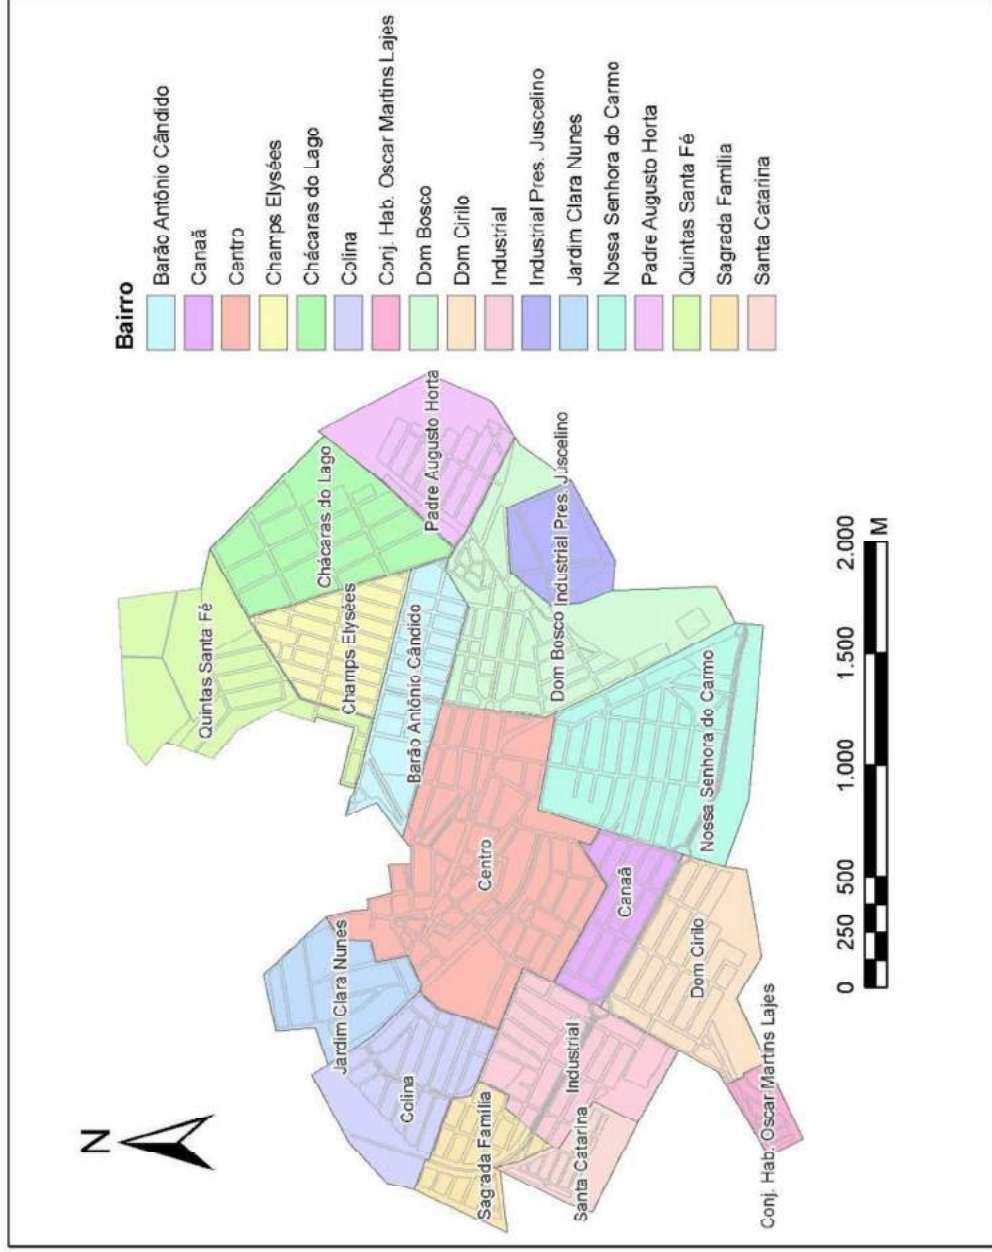 N
Quintas Santa Fé
Chácaras do Lago
Jardim Clara Nunes
Champs Elysées
Padre Augusto Horta
Colina
Barão Antônio Cândido
Sagrada Família
Centro
Industrial Pres. Juscelino
Dom Bosco
Industrial
Santa Catarina
Canaã
Nossa Senhora do Carmo
Dom Cirilo
Conj. Hab. Oscar Martins Lajes
0 250 500 1.000 1.500 2.000
M
Bairro
Barão Antônio Cândido
Canaã
Centro
Champs Elysées
Chácaras do Lago
Colina
Conj. Hab. Oscar Martins Lajes
Dom Bosco
Dom Cirilo
Industrial
Industrial Pres. Juscelino
Jardim Clara Nunes
Nossa Senhora do Carmo
Padre Augusto Horta
Quintas Santa Fé
Sagrada Família
Santa Catarina